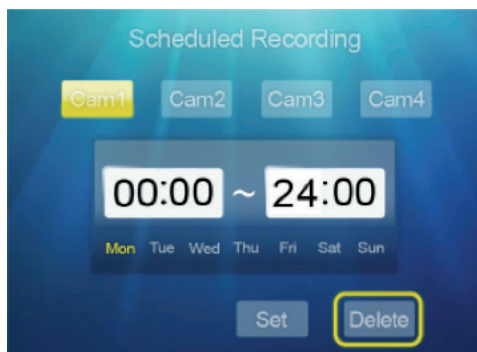 Scheduled Recording
Cam1 Cam2 Cam3 Cam4
00:00 ~ 24:00
Mon Tue Wed Thu Fri Sat Sun
Set Delete